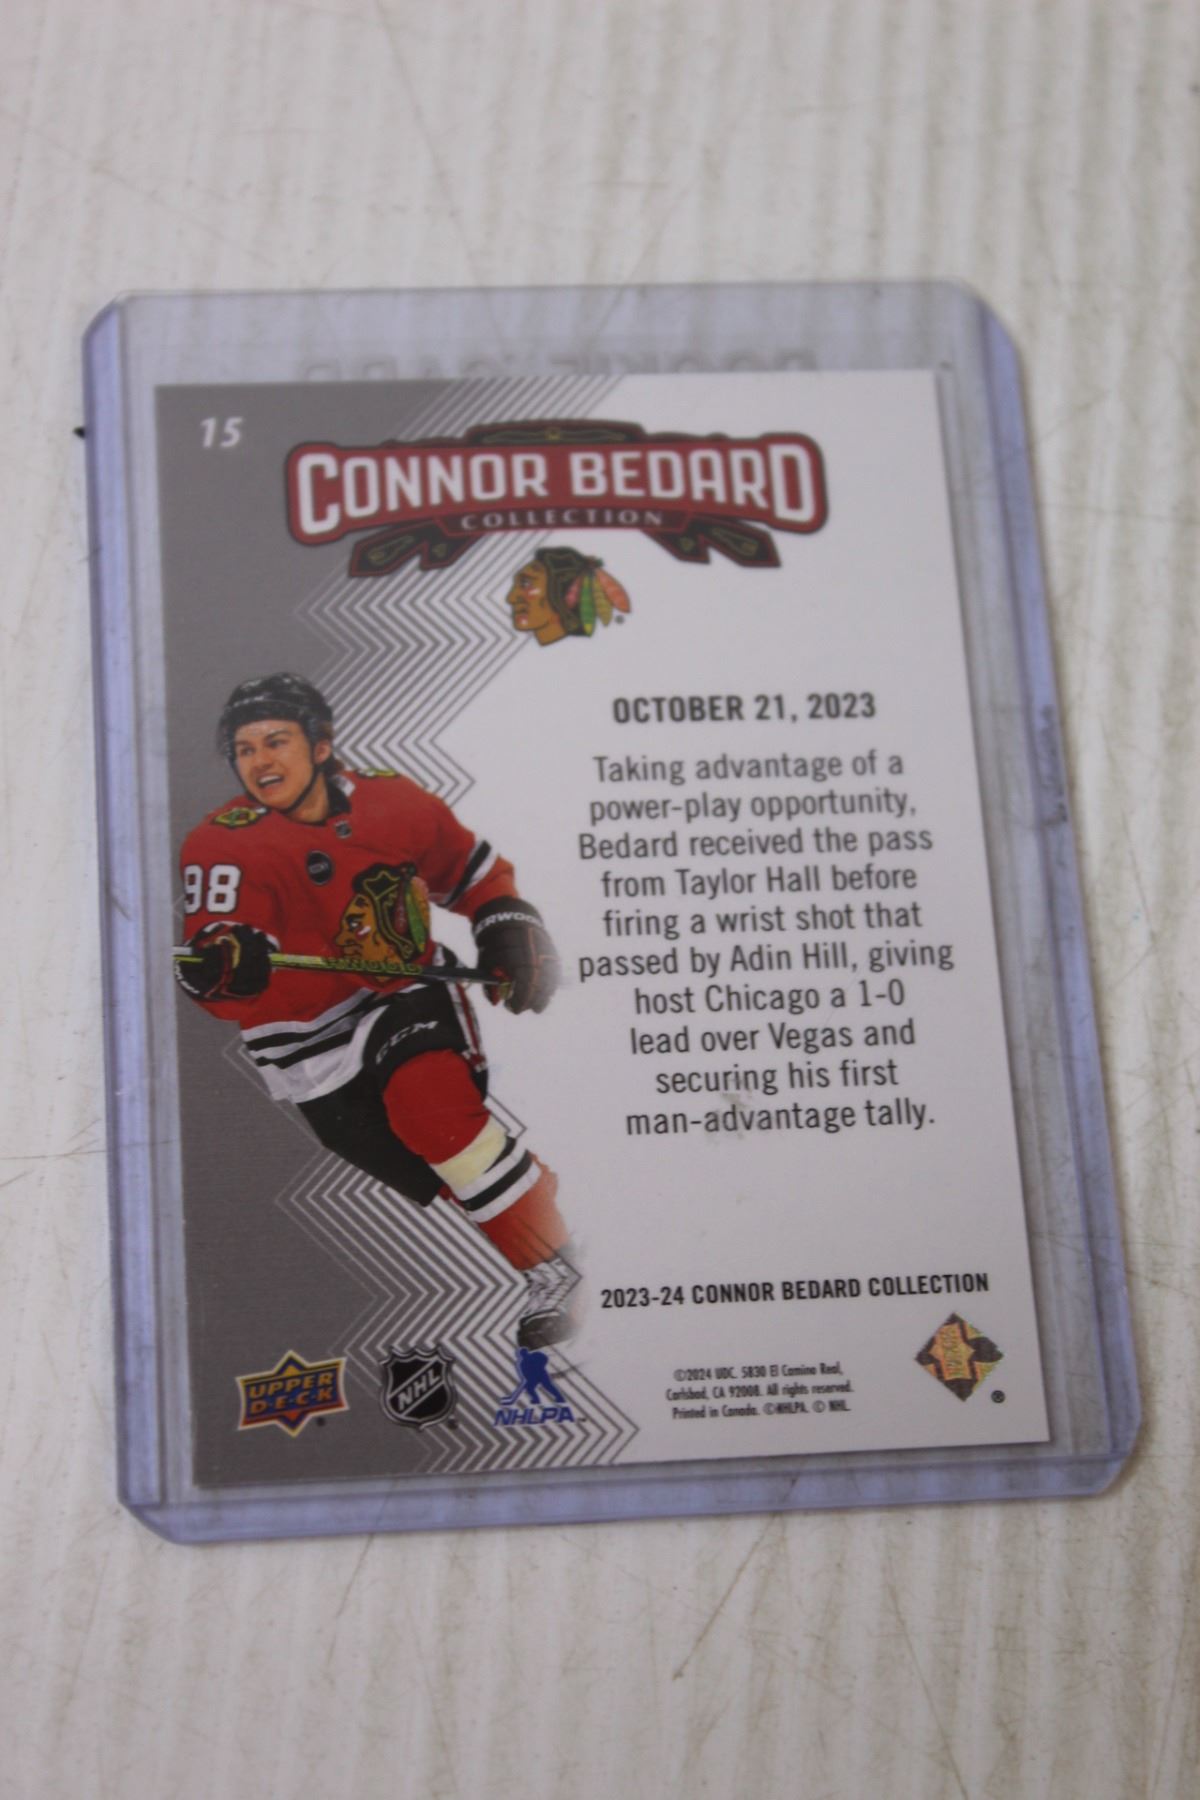 15
CONNOR BEDARD
COLLECTION
OCTOBER 21, 2023
Taking advantage of a
power-play opportunity,
Bedard received the pass
from Taylor Hall before
firing a wrist shot that
passed by Adin Hill, giving
host Chicago a 1-0
lead over Vegas and
securing his first
man-advantage tally.
98
CCM
2023-24 CONNOR BEDARD COLLECTION
UPPER
D·E·C·K
NHL
NHLPA
©2024 UDC. 5830 El Camino Real,
Carlsbad, CA 92008. All rights reserved.
Printed in Canada. ©NHLPA. © NHL.
®